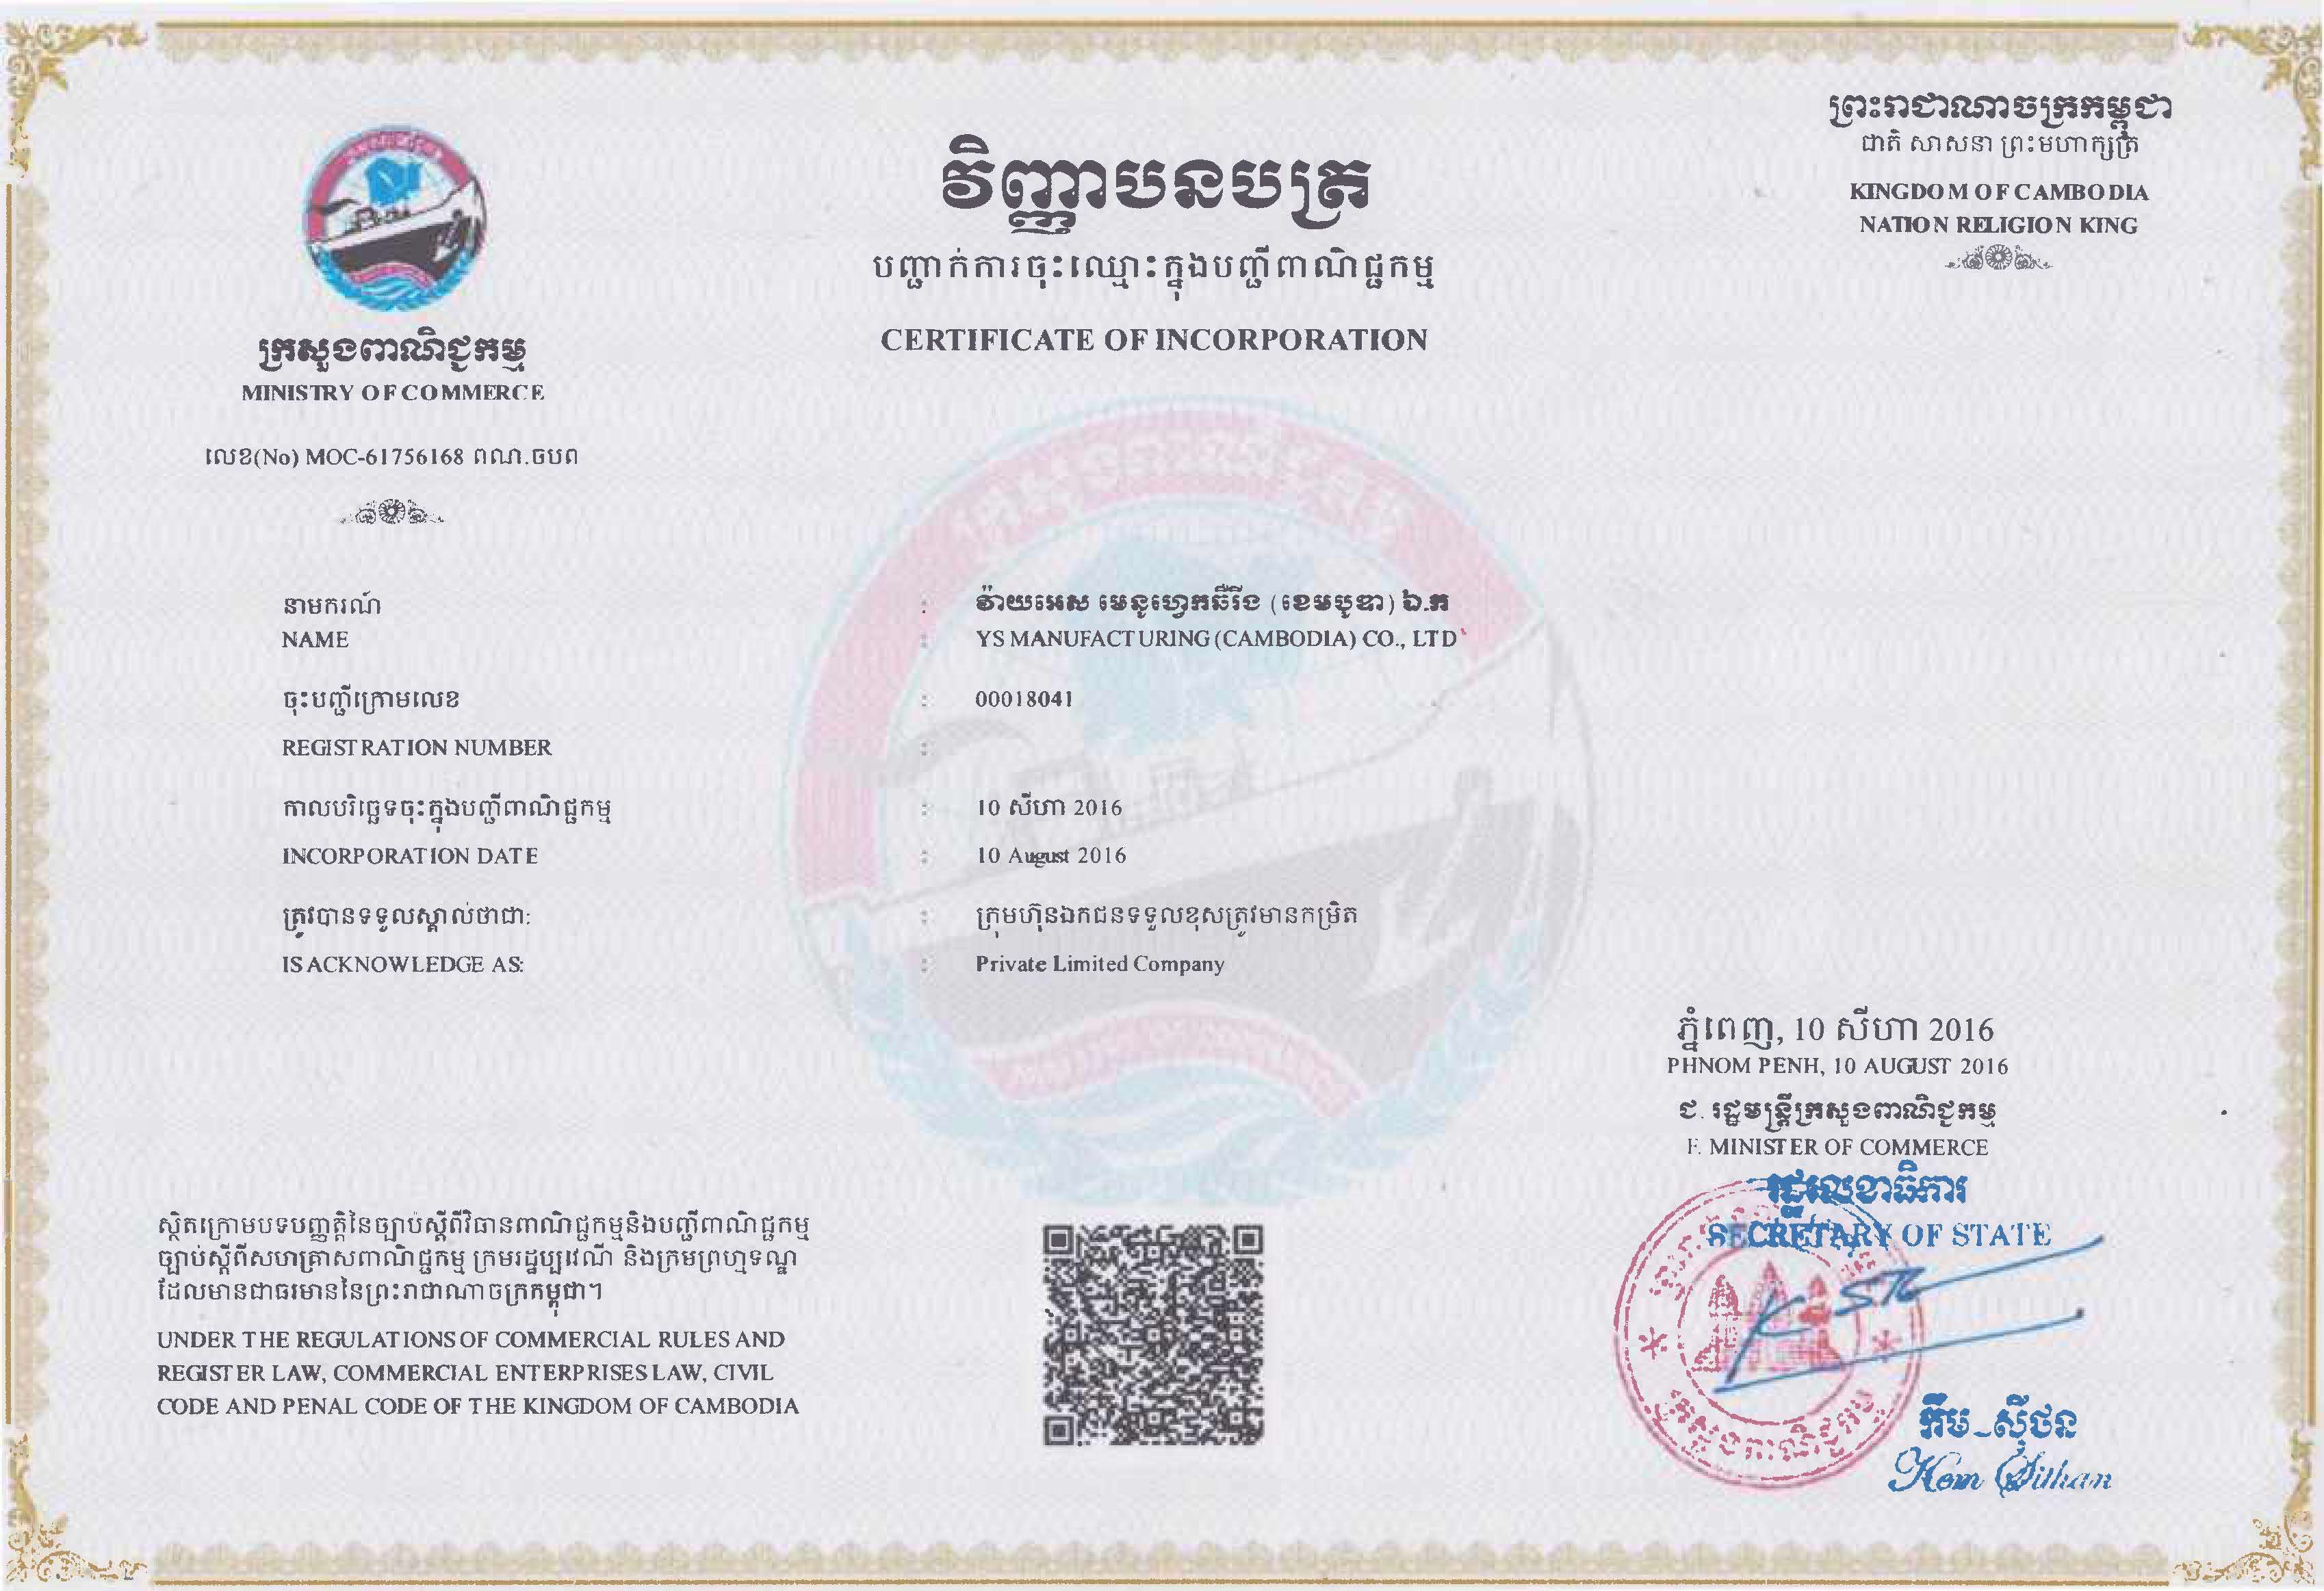 ព្រះរាជាណាចក្រកម្ពុជា
ជាតិ សាសនា ព្រះមហាក្សត្រ
KINGDOM OF CAMBODIA
NATION RELIGION KING
វិញ្ញាបនបត្រ
បញ្ជាក់ការចុះឈ្មោះក្នុងបញ្ជីពាណិជ្ជកម្ម
CERTIFICATE OF INCORPORATION
ក្រសួងពាណិជ្ជកម្ម
MINISTRY OF COMMERCE
លេខ(No) MOC-61756168 ពណ.ចបព
នាមករណ៍ : វ៉ាយអេស មេនូហ្វេកឆឺរីង (ខេមបូឌា) ឯ.ក
NAME : YS MANUFACTURING (CAMBODIA) CO., LTD
ចុះបញ្ជីក្រោមលេខ : 00018041
REGISTRATION NUMBER :
កាលបរិច្ឆេទចុះក្នុងបញ្ជីពាណិជ្ជកម្ម : 10 សីហា 2016
INCORPORATION DATE : 10 August 2016
ត្រូវបានទទួលស្គាល់ថាជា: : ក្រុមហ៊ុនឯកជនទទួលខុសត្រូវមានកម្រិត
IS ACKNOWLEDGE AS: : Private Limited Company
ភ្នំពេញ, 10 សីហា 2016
PHNOM PENH, 10 AUGUST 2016
ជ. រដ្ឋមន្ត្រីក្រសួងពាណិជ្ជកម្ម
F. MINISTER OF COMMERCE
រដ្ឋលេខាធិការ
SECRETARY OF STATE
ស្ថិតក្រោមបទបញ្ញត្តិនៃច្បាប់ស្តីពីវិធានពាណិជ្ជកម្មនិងបញ្ជីពាណិជ្ជកម្ម
ច្បាប់ស្តីពីសហគ្រាសពាណិជ្ជកម្ម ក្រមរដ្ឋប្បវេណី និងក្រមព្រហ្មទណ្ឌ
ដែលមានជាធរមាននៃព្រះរាជាណាចក្រកម្ពុជា។
UNDER THE REGULATIONS OF COMMERCIAL RULES AND
REGISTER LAW, COMMERCIAL ENTERPRISES LAW, CIVIL
CODE AND PENAL CODE OF THE KINGDOM OF CAMBODIA
ក្រសួងពាណិជ្ជកម្ម
កឹម ស៊ីថន
Kem Sithan